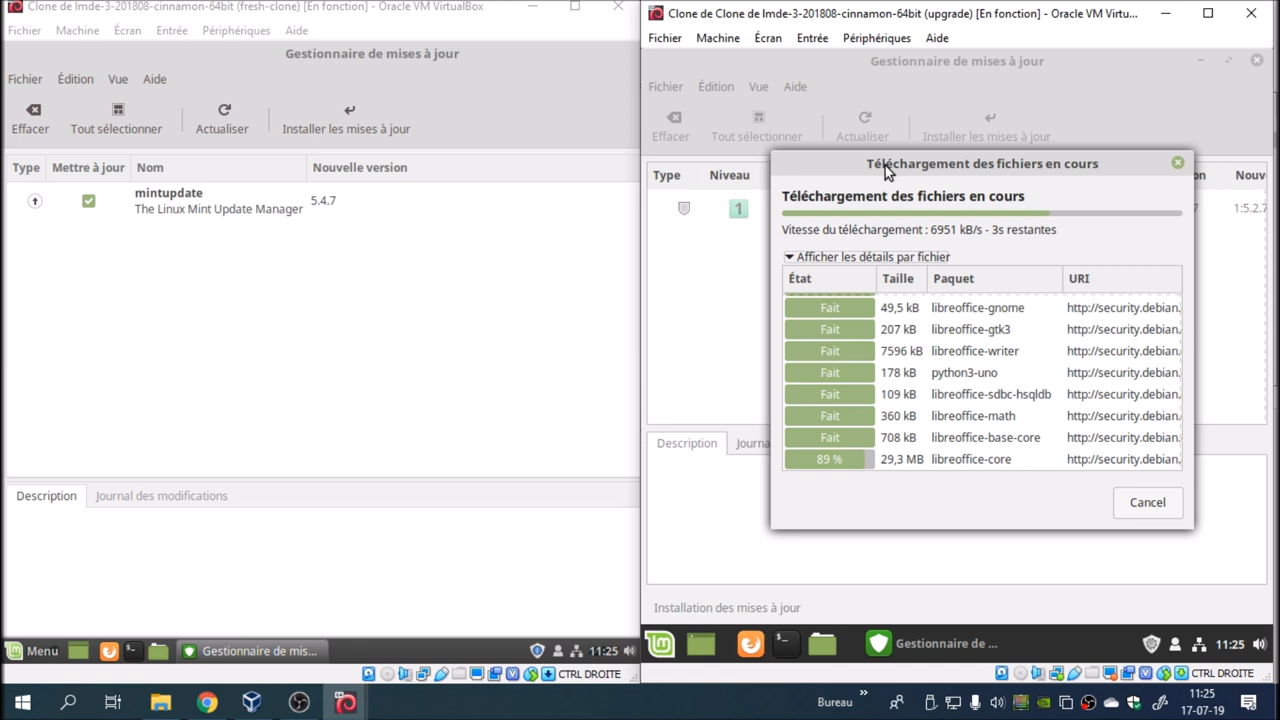 Clone de Clone de lmde-3-201808-cinnamon-64bit (fresh-clone) [En fonction] - Oracle VM VirtualBox
Fichier Machine Écran Entrée Périphériques Aide
Gestionnaire de mises à jour
Fichier Édition Vue Aide
Effacer Tout sélectionner Actualiser Installer les mises à jour
Type Mettre à jour Nom Nouvelle version
mintupdate
The Linux Mint Update Manager 5.4.7
Description Journal des modifications
Menu Gestionnaire de mis... 11:25
CTRL DROITE
Clone de Clone de lmde-3-201808-cinnamon-64bit (upgrade) [En fonction] - Oracle VM Virtu...
Fichier Machine Écran Entrée Périphériques Aide
Gestionnaire de mises à jour
Fichier Édition Vue Aide
Effacer Tout sélectionner Actualiser Installer les mises à jour
Type Niveau on Nouv
1 7 1:5.2.7
Téléchargement des fichiers en cours
Téléchargement des fichiers en cours
Vitesse du téléchargement : 6951 kB/s - 3s restantes
Afficher les détails par fichier
État Taille Paquet URI
Fait 49,5 kB libreoffice-gnome http://security.debian.
Fait 207 kB libreoffice-gtk3 http://security.debian.
Fait 7596 kB libreoffice-writer http://security.debian.
Fait 178 kB python3-uno http://security.debian.
Fait 109 kB libreoffice-sdbc-hsqldb http://security.debian.
Fait 360 kB libreoffice-math http://security.debian.
Fait 708 kB libreoffice-base-core http://security.debian.
89 % 29,3 MB libreoffice-core http://security.debian.
Cancel
Description Journa
Installation des mises à jour
Gestionnaire de ... 11:25
CTRL DROITE
Bureau » 11:25
17-07-19